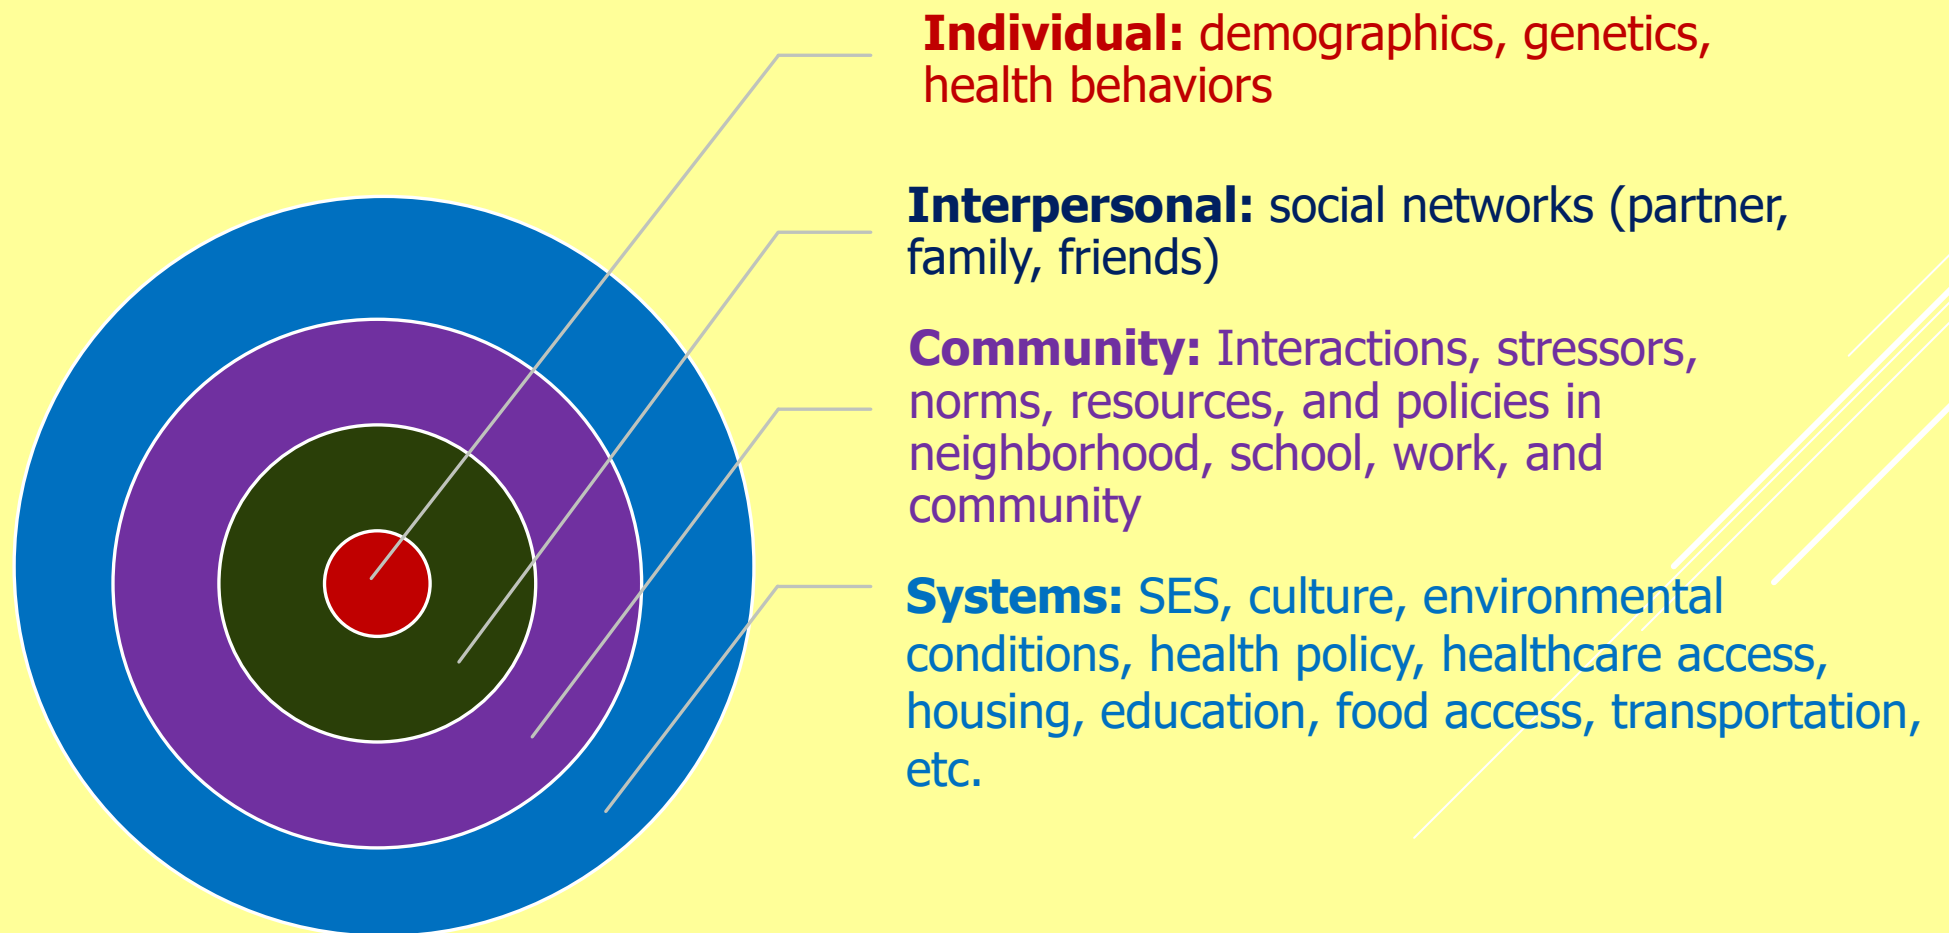 Individual: demographics, genetics,
health behaviors
Interpersonal: social networks (partner,
family, friends)
Community: Interactions, stressors,
norms, resources, and policies in
neighborhood, school, work, and
community
Systems: SES, culture, environmental
conditions, health policy, healthcare access,
housing, education, food access, transportation,
etc.